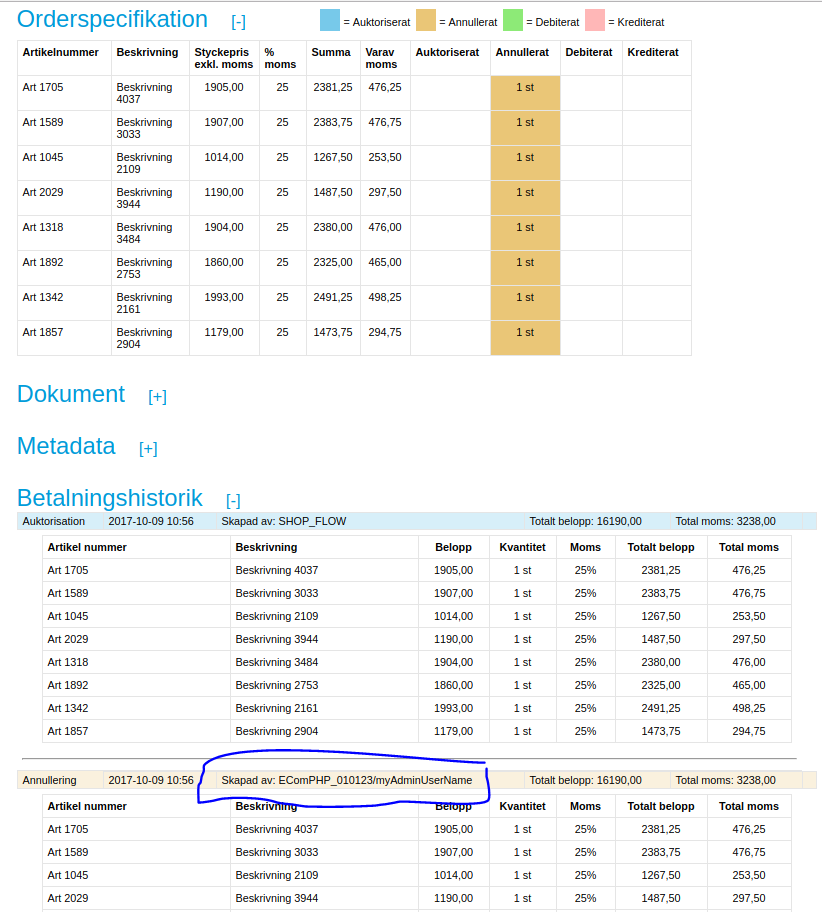 Orderspecifikation [-] = Auktoriserat = Annullerat = Debiterat = Krediterat
Artikelnummer Beskrivning Styckepris exkl. moms % moms Summa Varav moms Auktoriserat Annullerat Debiterat Krediterat
Art 1705 Beskrivning 4037 1905,00 25 2381,25 476,25 1 st
Art 1589 Beskrivning 3033 1907,00 25 2383,75 476,75 1 st
Art 1045 Beskrivning 2109 1014,00 25 1267,50 253,50 1 st
Art 2029 Beskrivning 3944 1190,00 25 1487,50 297,50 1 st
Art 1318 Beskrivning 3484 1904,00 25 2380,00 476,00 1 st
Art 1892 Beskrivning 2753 1860,00 25 2325,00 465,00 1 st
Art 1342 Beskrivning 2161 1993,00 25 2491,25 498,25 1 st
Art 1857 Beskrivning 2904 1179,00 25 1473,75 294,75 1 st
Dokument [+]
Metadata [+]
Betalningshistorik [-]
Auktorisation 2017-10-09 10:56 Skapad av: SHOP_FLOW Totalt belopp: 16190,00 Total moms: 3238,00
Artikel nummer Beskrivning Belopp Kvantitet Moms Totalt belopp Total moms
Art 1705 Beskrivning 4037 1905,00 1 st 25% 2381,25 476,25
Art 1589 Beskrivning 3033 1907,00 1 st 25% 2383,75 476,75
Art 1045 Beskrivning 2109 1014,00 1 st 25% 1267,50 253,50
Art 2029 Beskrivning 3944 1190,00 1 st 25% 1487,50 297,50
Art 1318 Beskrivning 3484 1904,00 1 st 25% 2380,00 476,00
Art 1892 Beskrivning 2753 1860,00 1 st 25% 2325,00 465,00
Art 1342 Beskrivning 2161 1993,00 1 st 25% 2491,25 498,25
Art 1857 Beskrivning 2904 1179,00 1 st 25% 1473,75 294,75
Annullering 2017-10-09 10:56 Skapad av: EComPHP_010123/myAdminUserName Totalt belopp: 16190,00 Total moms: 3238,00
Artikel nummer Beskrivning Belopp Kvantitet Moms Totalt belopp Total moms
Art 1705 Beskrivning 4037 1905,00 1 st 25% 2381,25 476,25
Art 1589 Beskrivning 3033 1907,00 1 st 25% 2383,75 476,75
Art 1045 Beskrivning 2109 1014,00 1 st 25% 1267,50 253,50
Art 2029 Beskrivning 3944 1190,00 1 st 25% 1487,50 297,50